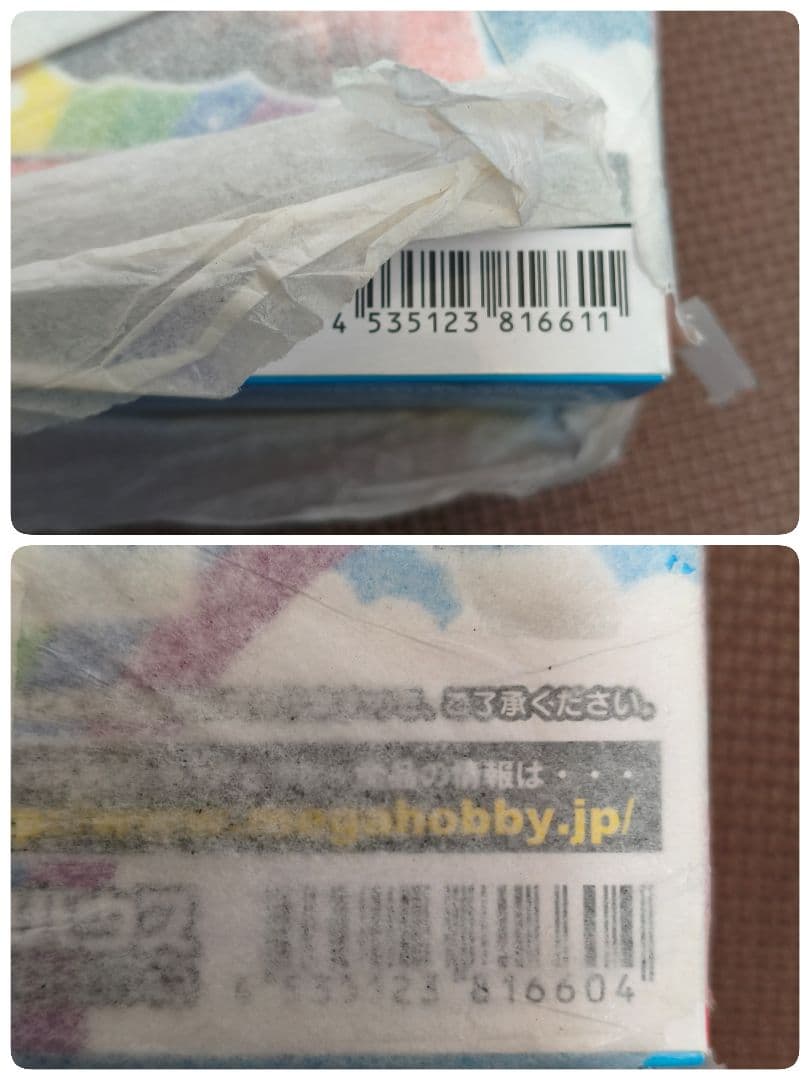 4 535123 816611
ご了承ください。
商品の情報は・・・
www.megahobby.jp/
4 535123 816604